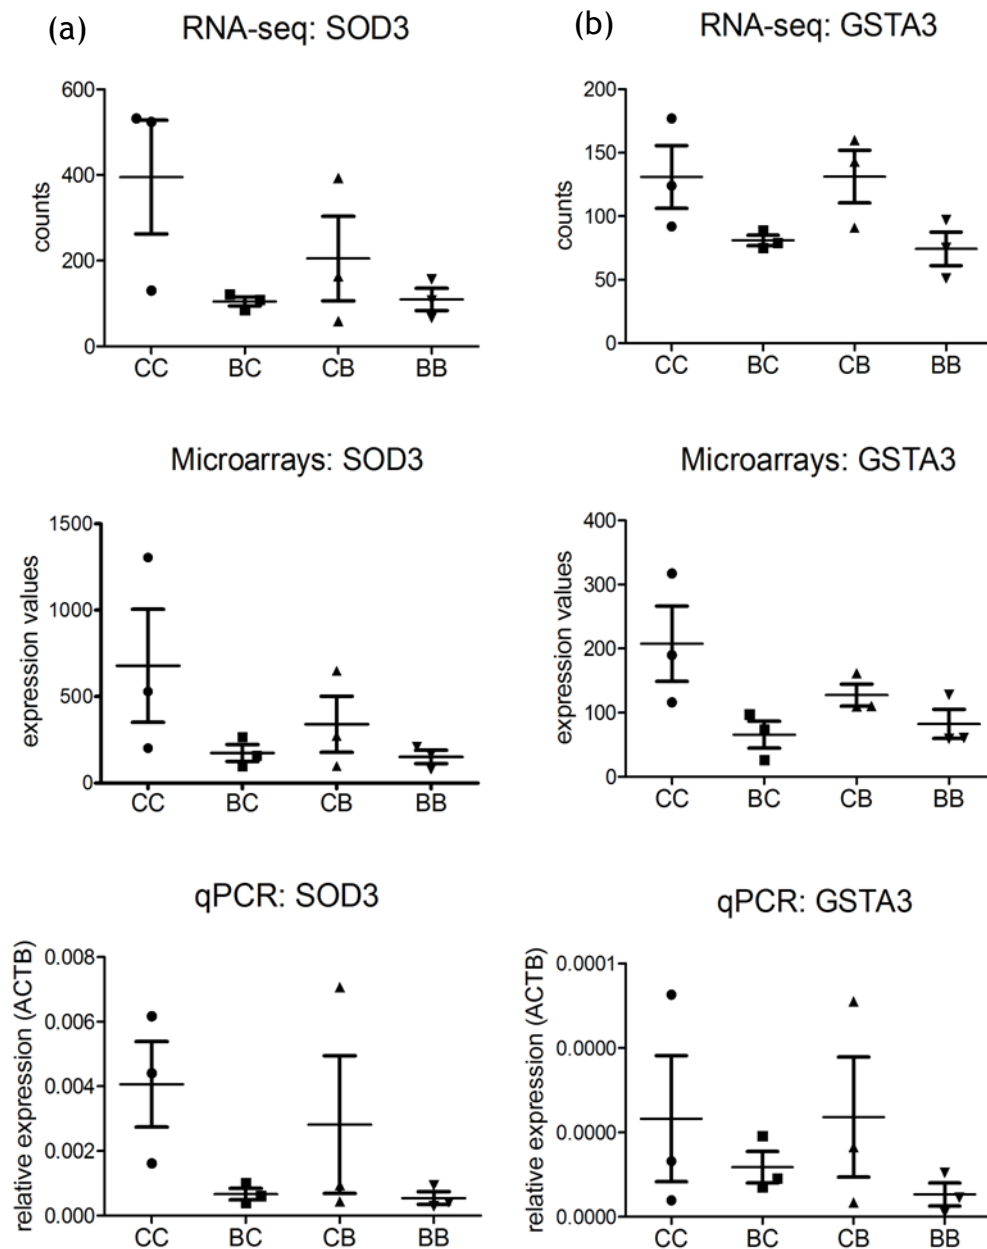 (a) RNA-seq: SOD3
counts
600
400
200
0
CC BC CB BB
(b) RNA-seq: GSTA3
counts
200
150
100
50
0
CC BC CB BB
Microarrays: SOD3
expression values
1500
1000
500
0
CC BC CB BB
Microarrays: GSTA3
expression values
400
300
200
100
0
CC BC CB BB
qPCR: SOD3
relative expression (ACTB)
0.008
0.006
0.004
0.002
0.000
CC BC CB BB
qPCR: GSTA3
relative expression (ACTB)
0.0001
0.0000
0.0000
0.0000
CC BC CB BB